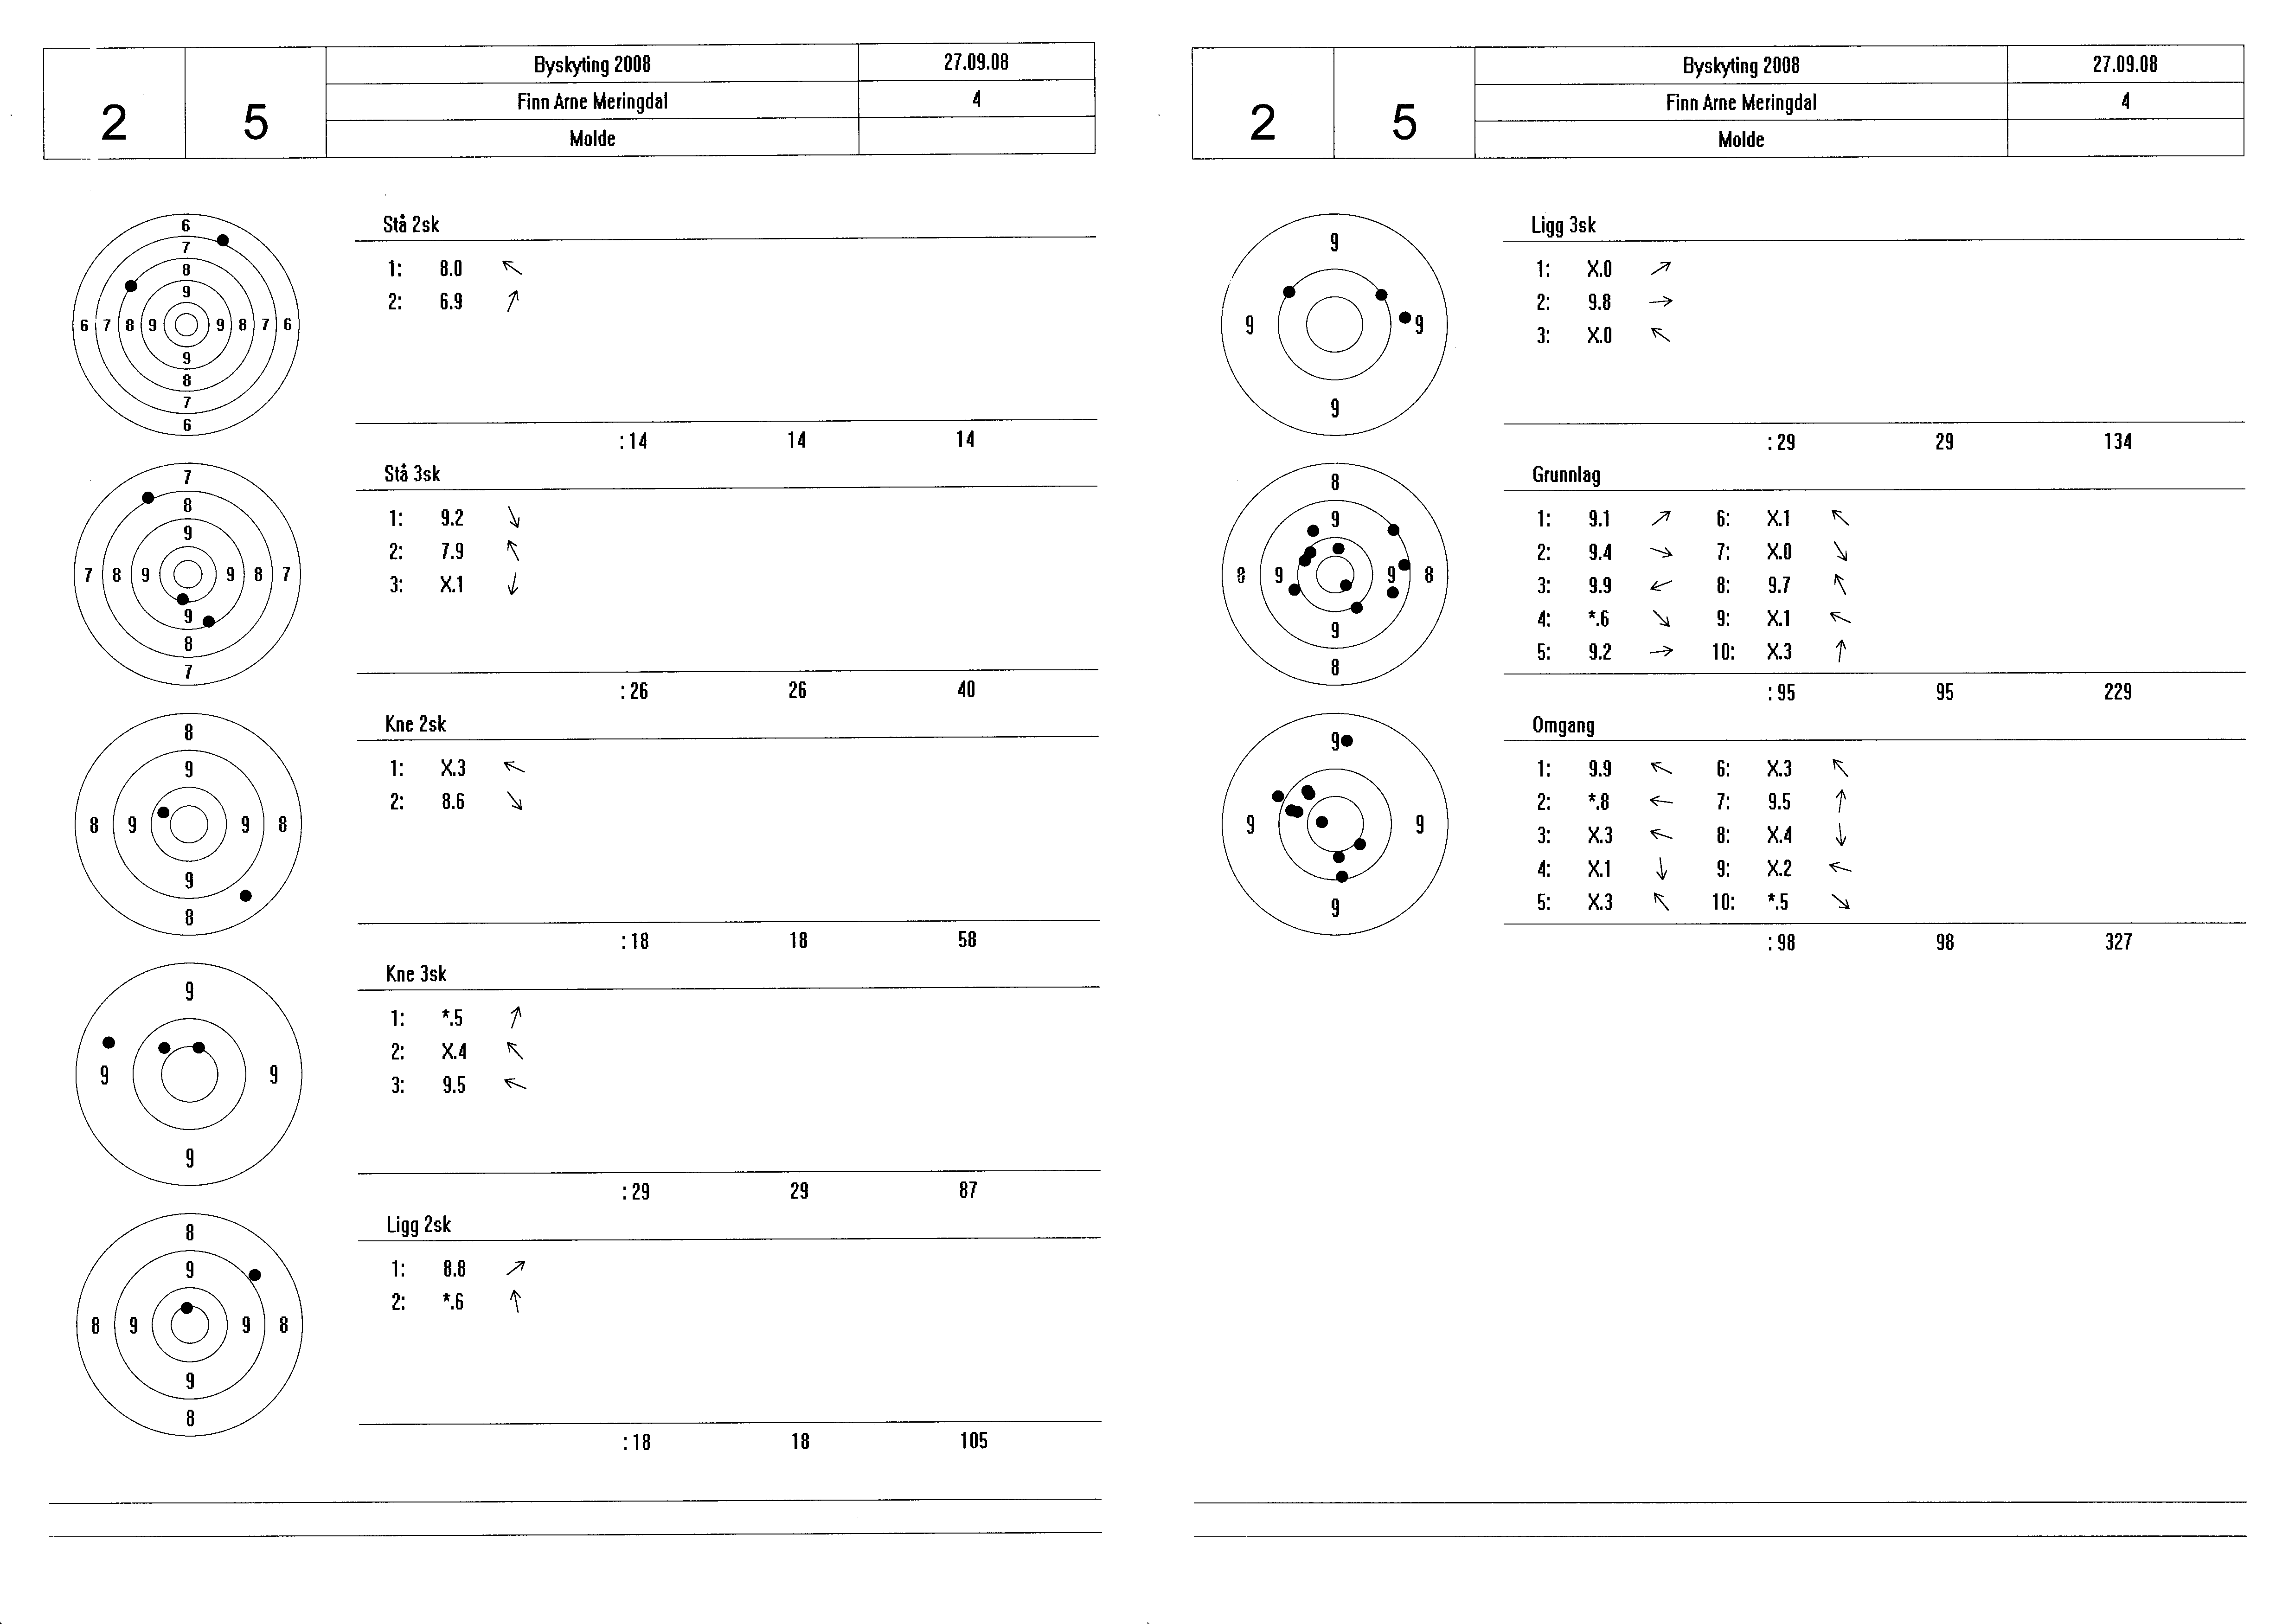 2 5 Byskyting 2008 27.09.08
Finn Arne Meringdal 4
Molde
6
7
8
9
6 7 8 9 9 8 7 6
9
8
7
6
Stå 2sk
1: 8.0
2: 6.9
: 14 14 14
7
8
9
7 8 9 9 8 7
9
8
7
Stå 3sk
1: 9.2
2: 7.9
3: X.1
: 26 26 40
8
9
8 9 9 8
9
8
Kne 2sk
1: X.3
2: 8.6
: 18 18 58
9
9 9
9
Kne 3sk
1: *.5
2: X.4
3: 9.5
: 29 29 87
8
9
8 9 9 8
9
8
Ligg 2sk
1: 8.8
2: *.6
: 18 18 105
2 5 Byskyting 2008 27.09.08
Finn Arne Meringdal 4
Molde
9
9 9
9
Ligg 3sk
1: X.0
2: 9.8
3: X.0
: 29 29 134
8
9
8 9 9 8
9
8
Grunnlag
1: 9.1 6: X.1
2: 9.4 7: X.0
3: 9.9 8: 9.7
4: *.6 9: X.1
5: 9.2 10: X.3
: 95 95 229
9
9 9
9
Omgang
1: 9.9 6: X.3
2: *.8 7: 9.5
3: X.3 8: X.4
4: X.1 9: X.2
5: X.3 10: *.5
: 98 98 327